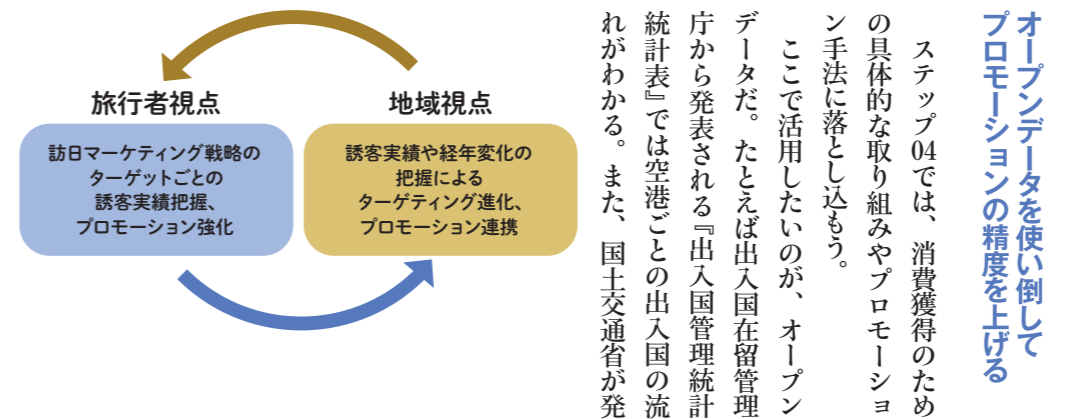 オープンデータを使い倒して
プロモーションの精度を上げる
ステップ04では、消費獲得のため
の具体的な取り組みやプロモーショ
ン手法に落とし込もう。
ここで活用したいのが、オープン
データだ。たとえば出入国在留管理
庁から発表される『出入国管理統計
統計表』では空港ごとの出入国の流
れがわかる。また、国土交通省が発
旅行者視点
訪日マーケティング戦略の
ターゲットごとの
誘客実績把握、
プロモーション強化
地域視点
誘客実績や経年変化の
把握による
ターゲティング進化、
プロモーション連携